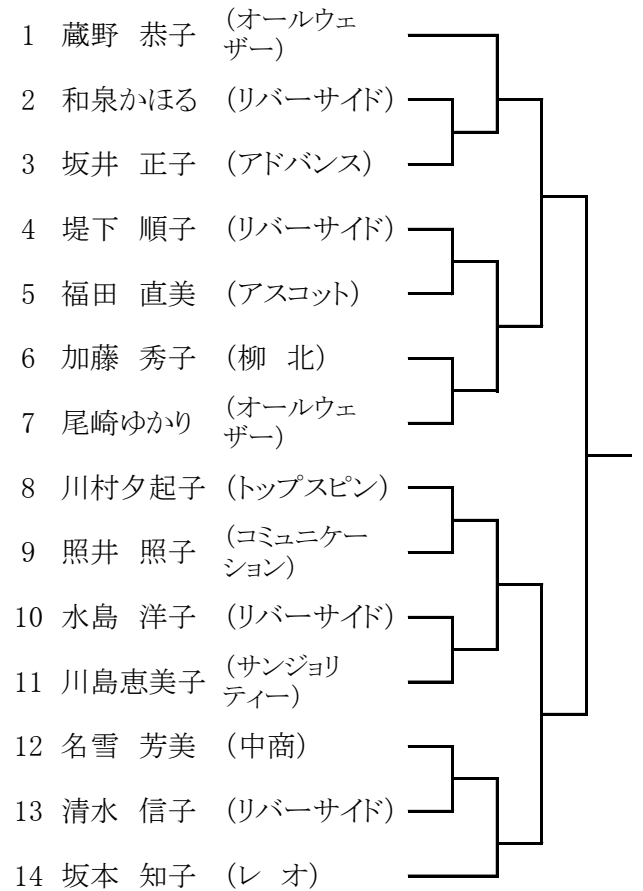 1 蔵野 恭子 (オールウェザー)
2 和泉かほる (リバーサイド)
3 坂井 正子 (アドバンス)
4 堤下 順子 (リバーサイド)
5 福田 直美 (アスコット)
6 加藤 秀子 (柳 北)
7 尾崎ゆかり (オールウェザー)
8 川村夕起子 (トップスピン)
9 照井 照子 (コミュニケーション)
10 水島 洋子 (リバーサイド)
11 川島恵美子 (サンジョリティー)
12 名雪 芳美 (中商)
13 清水 信子 (リバーサイド)
14 坂本 知子 (レ オ)